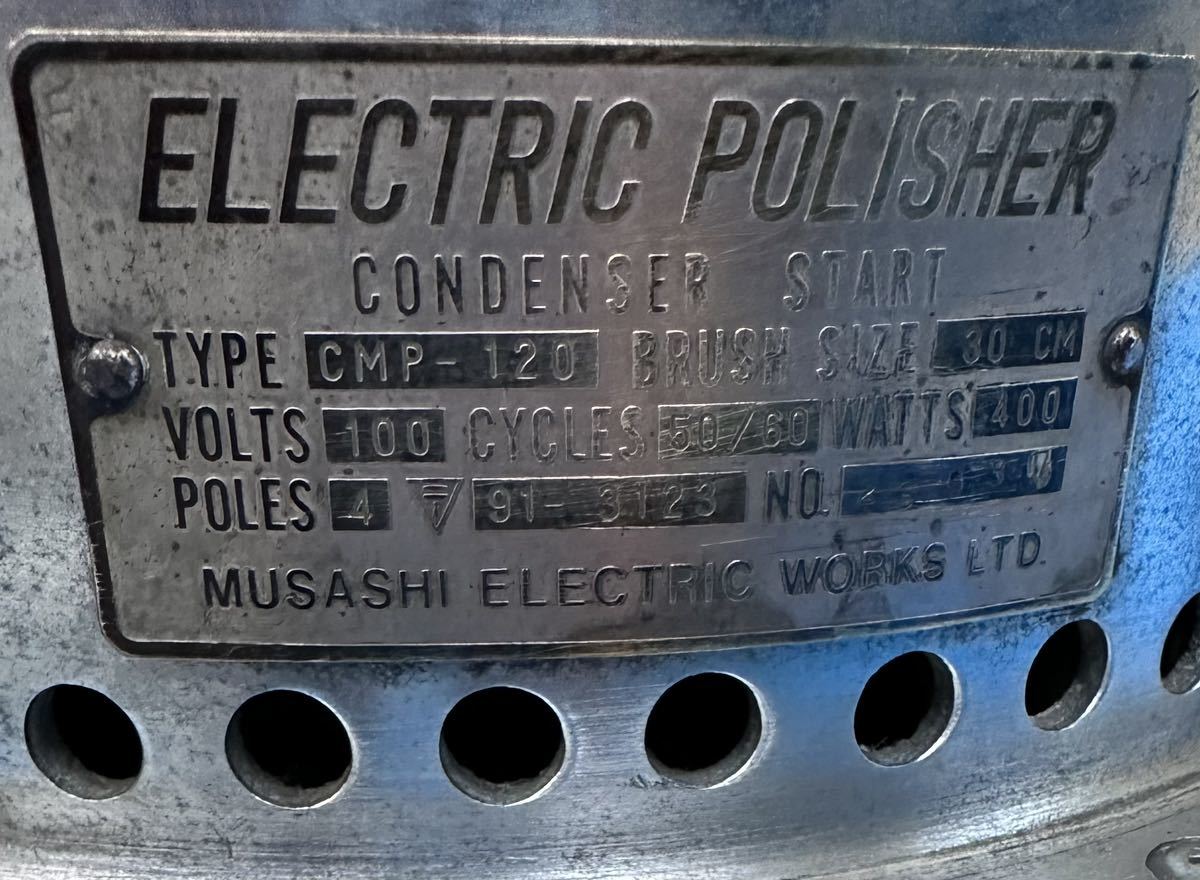 ELECTRIC POLISHER
CONDENSER START
TYPE CMP-120 BRUSH SIZE 30 CM
VOLTS 100 CYCLES 50/60 WATTS 400
POLES 4 91-3123 NO.
MUSASHI ELECTRIC WORKS LTD.